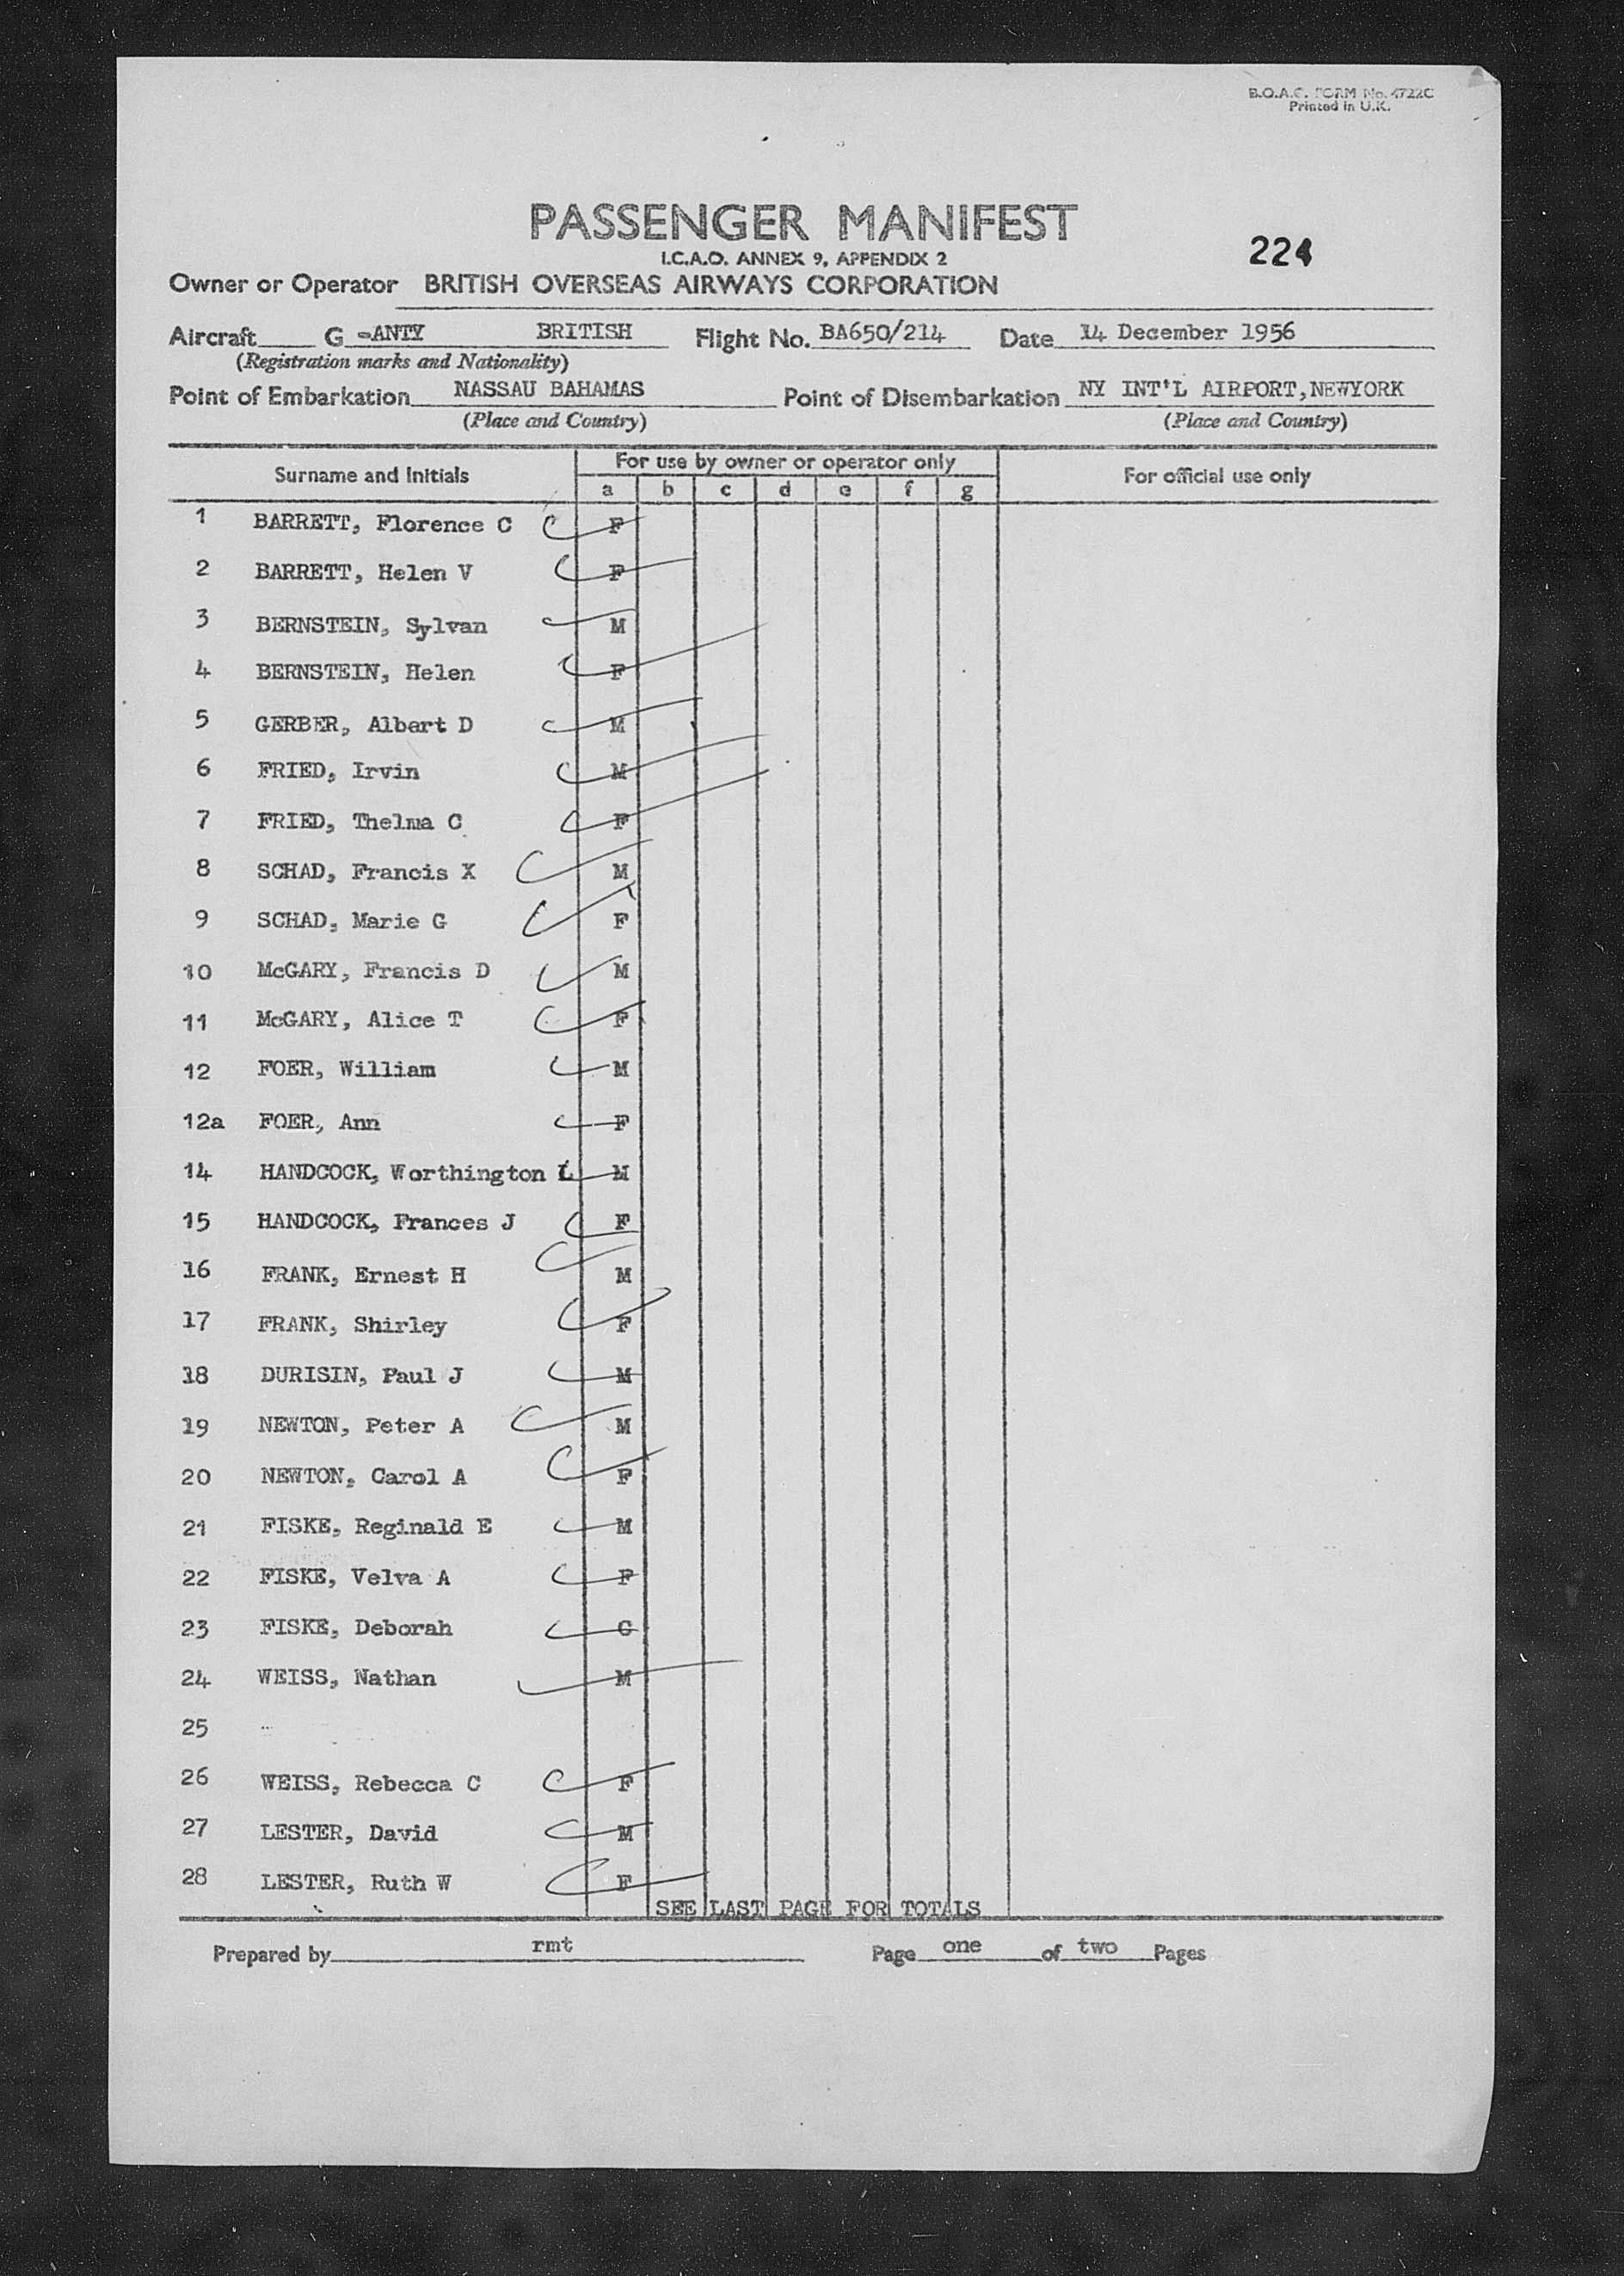 B.O.A.C. FORM No. 4722C
Printed in U.K.
PASSENGER MANIFEST
224
I.C.A.O. ANNEX 9, APPENDIX 2
Owner or Operator BRITISH OVERSEAS AIRWAYS CORPORATION
Aircraft G -ANTY BRITISH Flight No. BA650/214 Date 14 December 1956
(Registration marks and Nationality)
Point of Embarkation NASSAU BAHAMAS Point of Disembarkation NY INT'L AIRPORT,NEWYORK
(Place and Country) (Place and Country)
Surname and Initials For use by owner or operator only For official use only
a b c d e f g
1 BARRETT, Florence C F
2 BARRETT, Helen V F
3 BERNSTEIN, Sylvan M
4 BERNSTEIN, Helen F
5 GERBER, Albert D M
6 FRIED, Irvin M
7 FRIED, Thelma C F
8 SCHAD, Francis X M
9 SCHAD, Marie G F
10 McGARY, Francis D M
11 McGARY, Alice T F
12 FOER, William M
12a FOER, Ann F
14 HANDCOCK, Worthington L M
15 HANDCOCK, Frances J F
16 FRANK, Ernest H M
17 FRANK, Shirley F
18 DURISIN, Paul J M
19 NEWTON, Peter A M
20 NEWTON, Carol A F
21 FISKE, Reginald E M
22 FISKE, Velva A F
23 FISKE, Deborah C
24 WEISS, Nathan M
25
26 WEISS, Rebecca C F
27 LESTER, David M
28 LESTER, Ruth W F
SEE LAST PAGE FOR TOTALS
Prepared by rmt Page one of two Pages